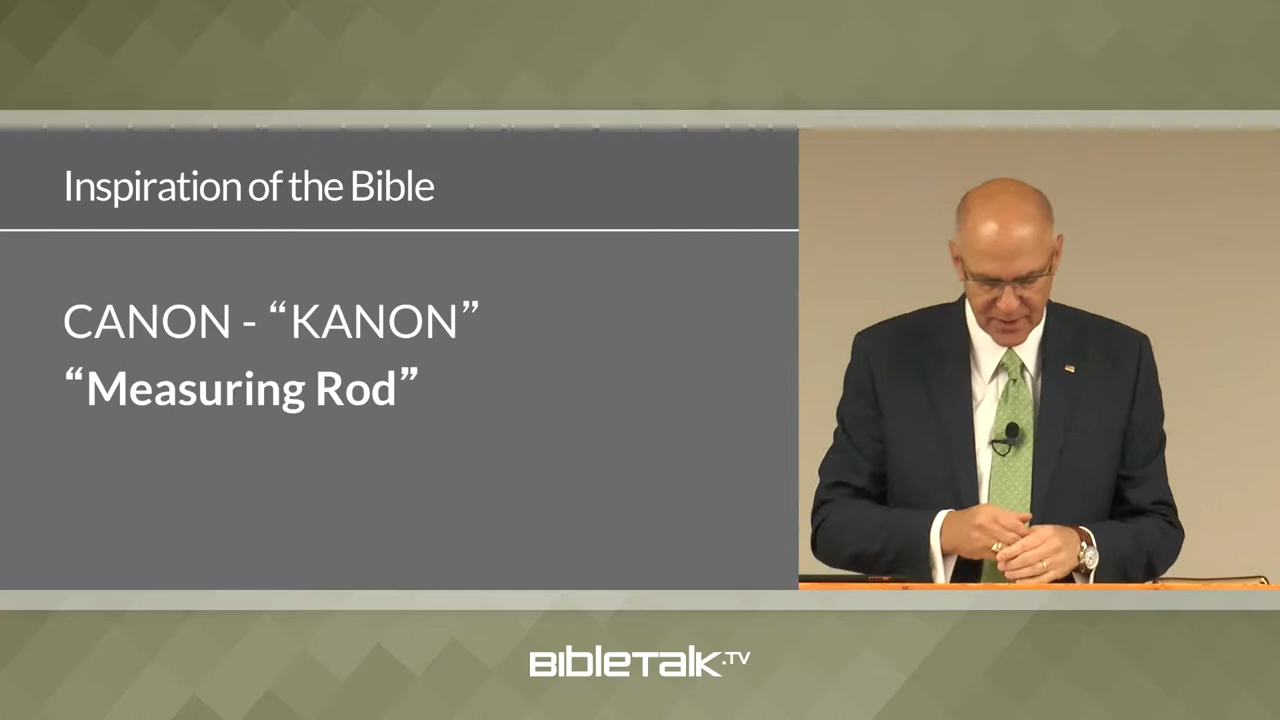 Inspiration of the Bible
CANON - “KANON”
“Measuring Rod”
BIBLETALK.TV